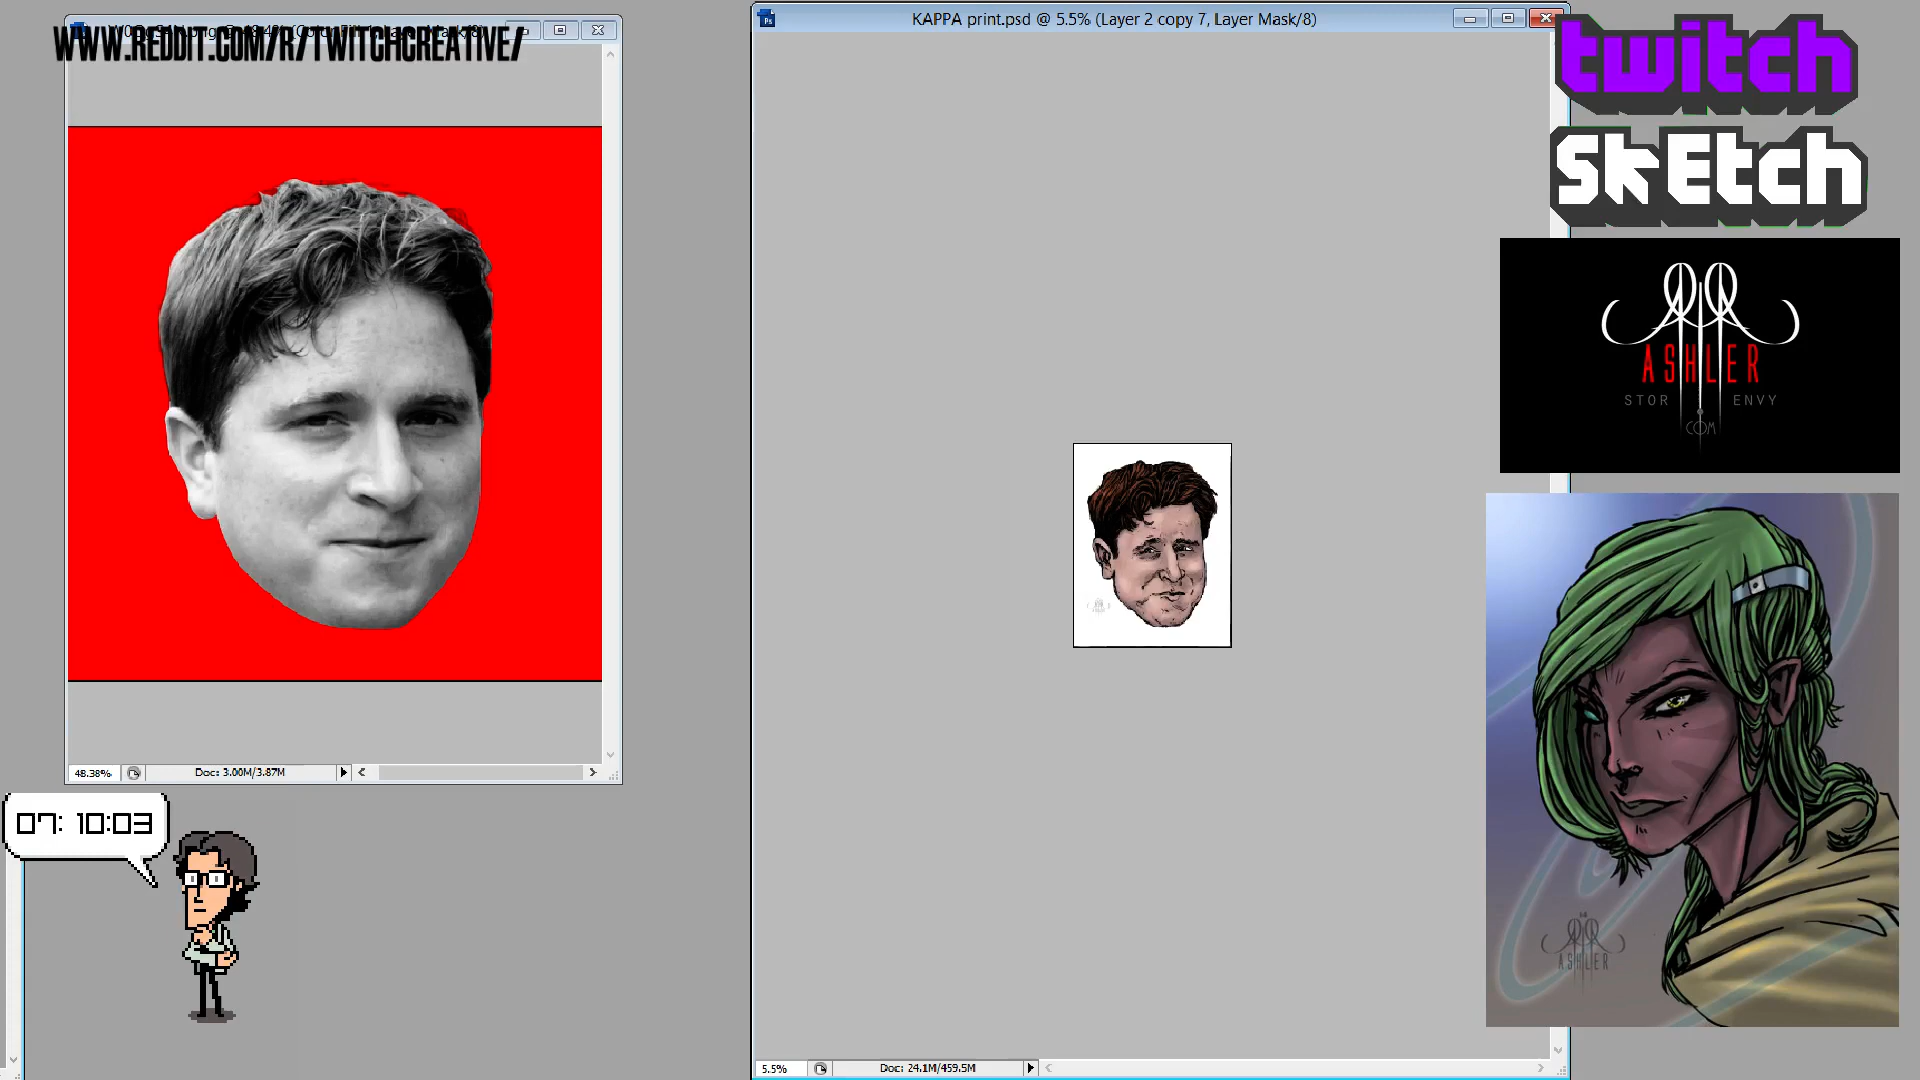 WWW.REDDIT.COM/R/TWITCHCREATIVE/
KAPPA print.psd @ 5.5% (Layer 2 copy 7, Layer Mask/8)
twitch
SkEtch
ASHLER
STOR ENVY
COM
48.38%
Doc: 3.00M/3.87M
07: 10:03
ASHLER
5.5%
Doc: 24.1M/459.5M